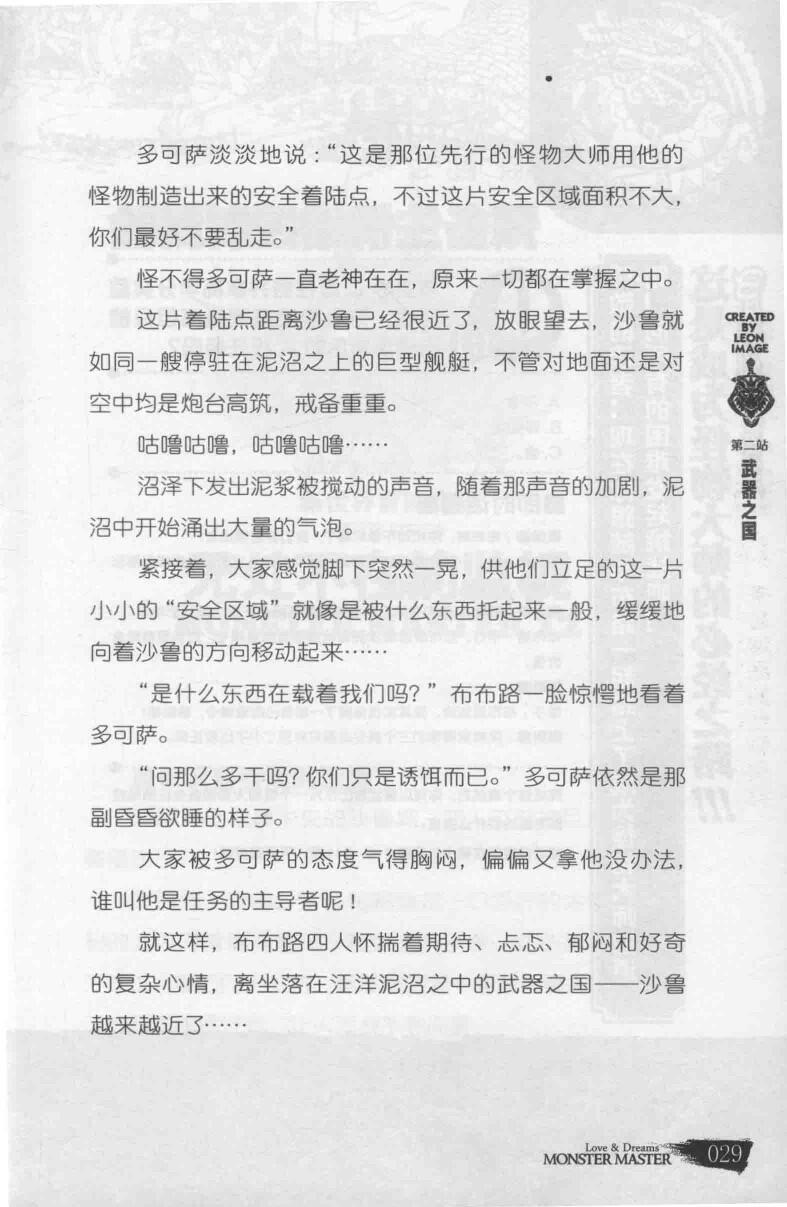 多可萨淡淡地说:“这是那位先行的怪物大师用他的
怪物制造出来的安全着陆点，不过这片安全区域面积不大，
你们最好不要乱走。”
怪不得多可萨一直老神在在，原来一切都在掌握之中。
这片着陆点距离沙鲁已经很近了，放眼望去，沙鲁就
如同一艘停驻在泥沼之上的巨型舰艇，不管对地面还是对
空中均是炮台高筑，戒备重重。
咕噜咕噜，咕噜咕噜……
沼泽下发出泥浆被搅动的声音，随着那声音的加剧，泥
沼中开始涌出大量的气泡。
紧接着，大家感觉脚下突然一晃，供他们立足的这一片
小小的“安全区域”就像是被什么东西托起来一般，缓缓地
向着沙鲁的方向移动起来……
“是什么东西在载着我们吗？”布布路一脸惊愕地看着
多可萨。
“问那么多干吗？你们只是诱饵而已。”多可萨依然是那
副昏昏欲睡的样子。
大家被多可萨的态度气得胸闷，偏偏又拿他没办法，
谁叫他是任务的主导者呢！
就这样，布布路四人怀揣着期待、忐忑、郁闷和好奇
的复杂心情，离坐落在汪洋泥沼之中的武器之国——沙鲁
越来越近了……
CREATED
BY
LEON
IMAGE
第二站
武器之国
Love & Dreams
MONSTER MASTER
029